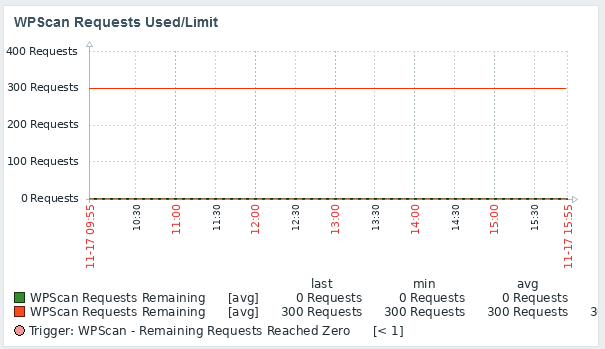 WPScan Requests Used/Limit
400 Requests
300 Requests
200 Requests
100 Requests
0 Requests
11-17 09:55
10:30
11:00
11:30
12:00
12:30
13:00
13:30
14:00
14:30
15:00
15:30
11-17 15:55
last min avg
WPScan Requests Remaining [avg] 0 Requests 0 Requests 0 Requests
WPScan Requests Remaining [avg] 300 Requests 300 Requests 300 Requests 3
Trigger: WPScan - Remaining Requests Reached Zero [< 1]